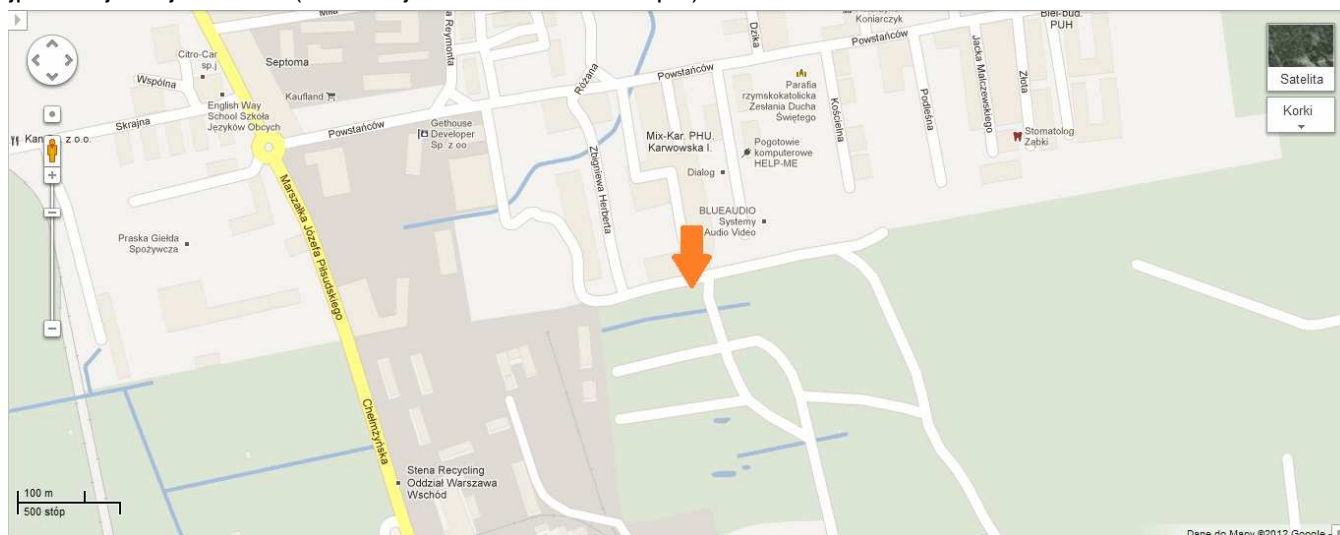 Miła
a Reymonta
Dzika
Koniarczyk
Biel-bud.
PUH
Citro-Car
sp.j
Septoma
Powstańców
Satelita
Korki
Wspólna
Kaufland
Różana
Powstańców
Parafia
rzymskokatolicka
Zesłania Ducha
Świętego
Podleśna
Jacka Malczewskiego
Złota
English Way
School Szkoła
Języków Obcych
Skrajna
Powstańców
Gethouse
Developer
Sp. z oo
Kościelna
Kan
z o.o.
Mix-Kar. PHU.
Karwowska I.
Pogotowie
komputerowe
HELP-ME
Stomatolog
Ząbki
Zbigniewa Herberta
Dialog
Marszałka Józefa Piłsudskiego
BLUEAUDIO
Systemy
Audio Video
Praska Giełda
Spożywcza
Chełmżyńska
Stena Recycling
Oddział Warszawa
Wschód
100 m
500 stóp
Dane do Mapy ©2012 Google -